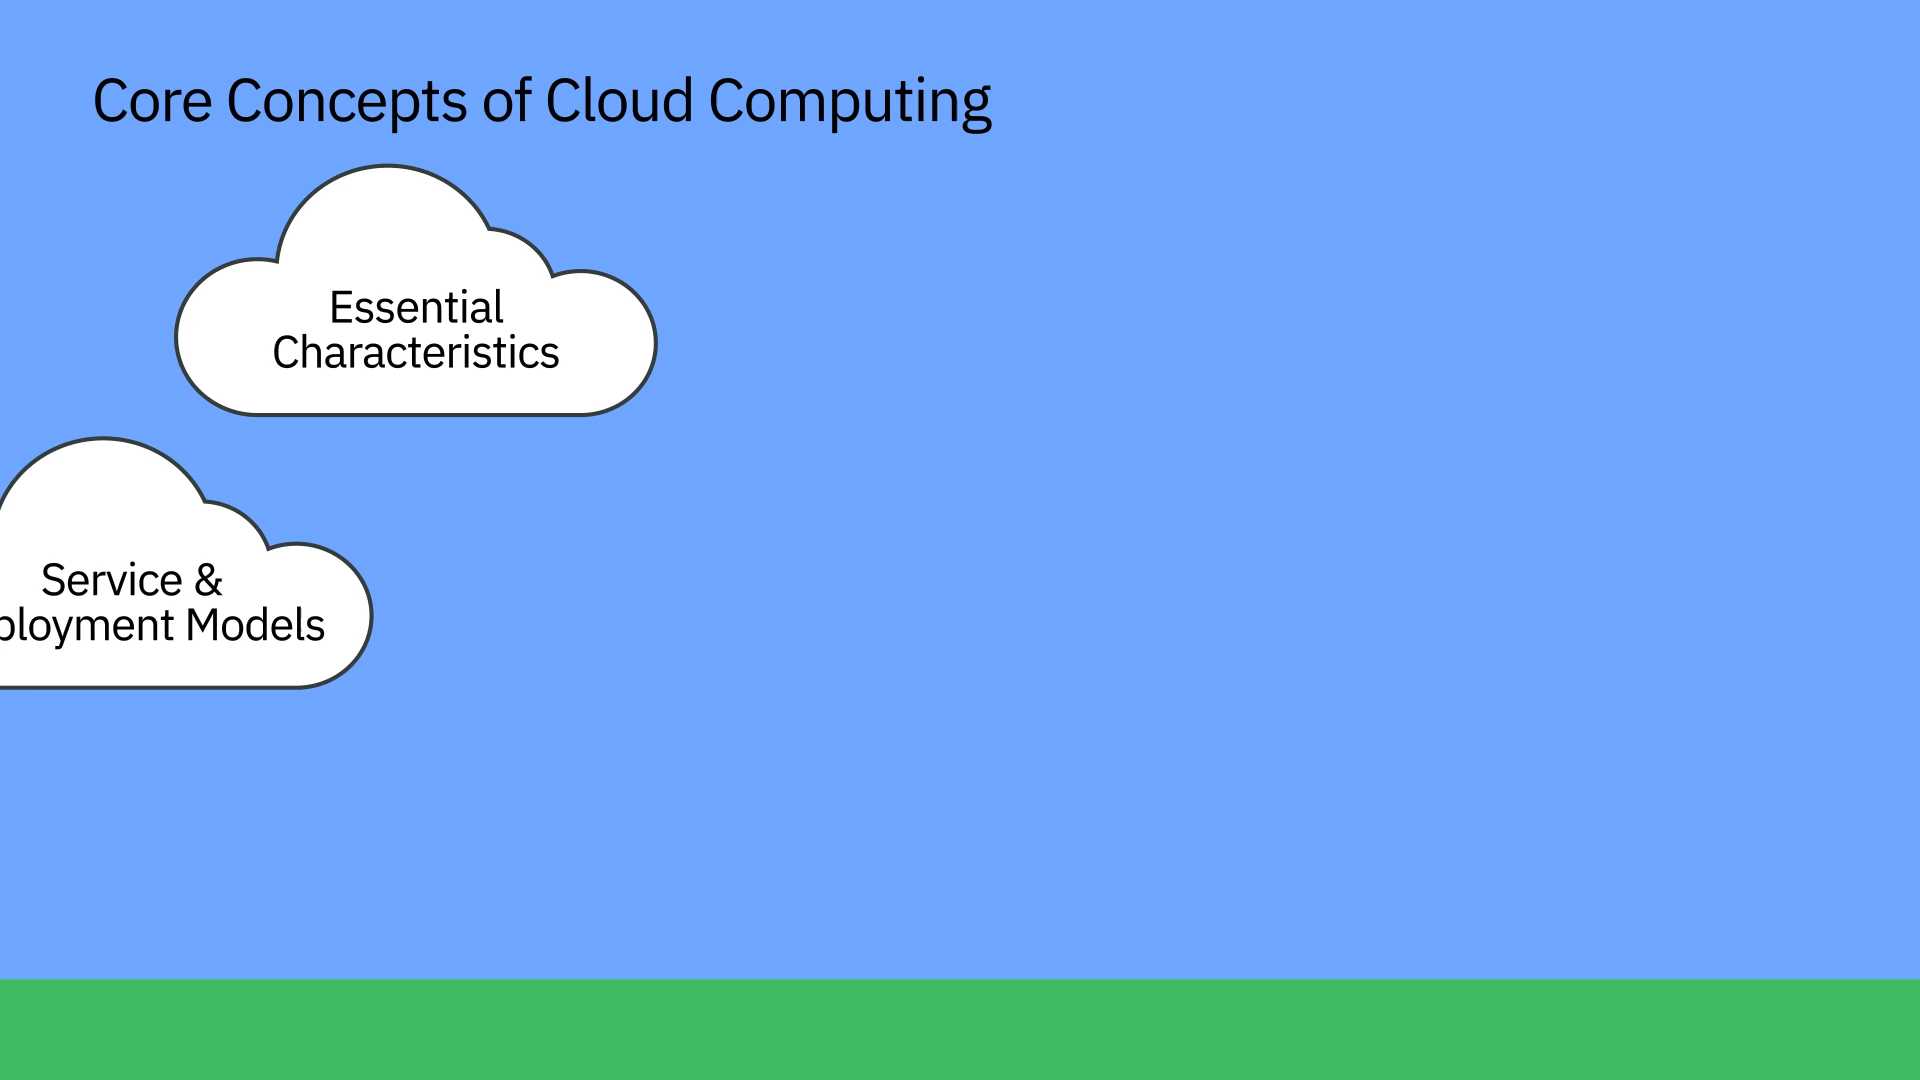 Core Concepts of Cloud Computing
Essential
Characteristics
Service &
ployment Models